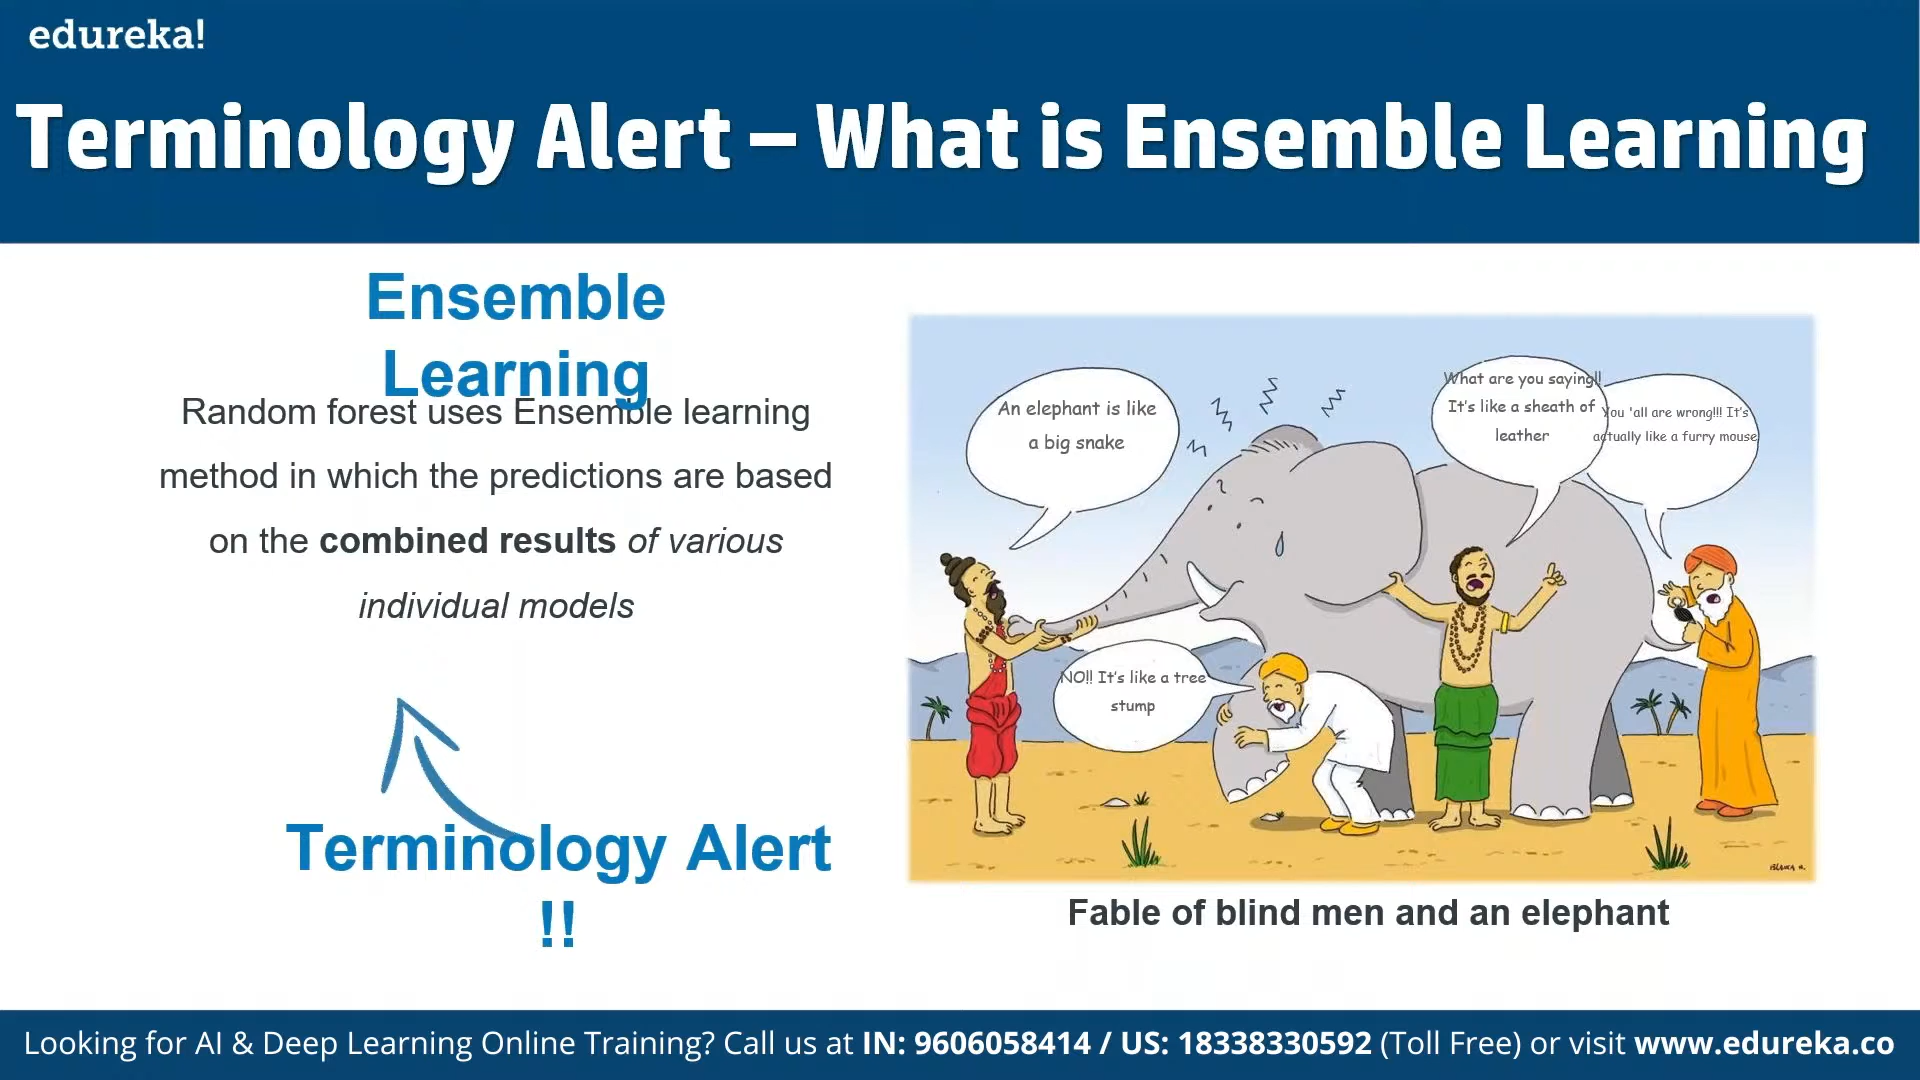 edureka!
Terminology Alert – What is Ensemble Learning
Ensemble
Learning
Random forest uses Ensemble learning
method in which the predictions are based
on the combined results of various
individual models
Terminology Alert
!!
An elephant is like
a big snake
What are you saying!!
It's like a sheath of
leather
You 'all are wrong!!! It's
actually like a furry mouse
NO!! It's like a tree
stump
Fable of blind men and an elephant
Looking for AI & Deep Learning Online Training? Call us at IN: 9606058414 / US: 18338330592 (Toll Free) or visit www.edureka.co